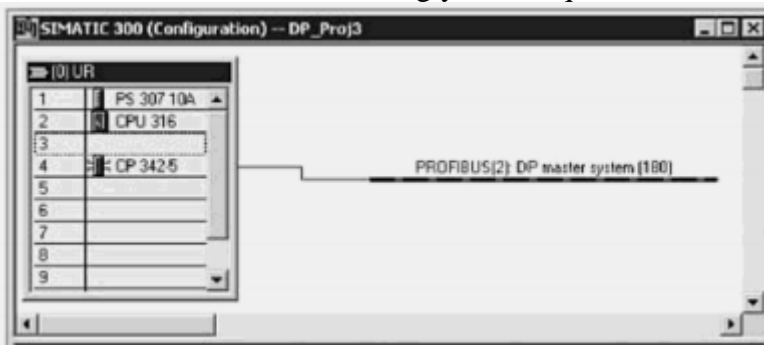 SIMATIC 300 (Configuration) -- DP_Proj3
(0) UR
1 PS 307 10A
2 CPU 316
3
4 CP 342-5
5
6
7
8
9
PROFIBUS(2): DP master system (180)